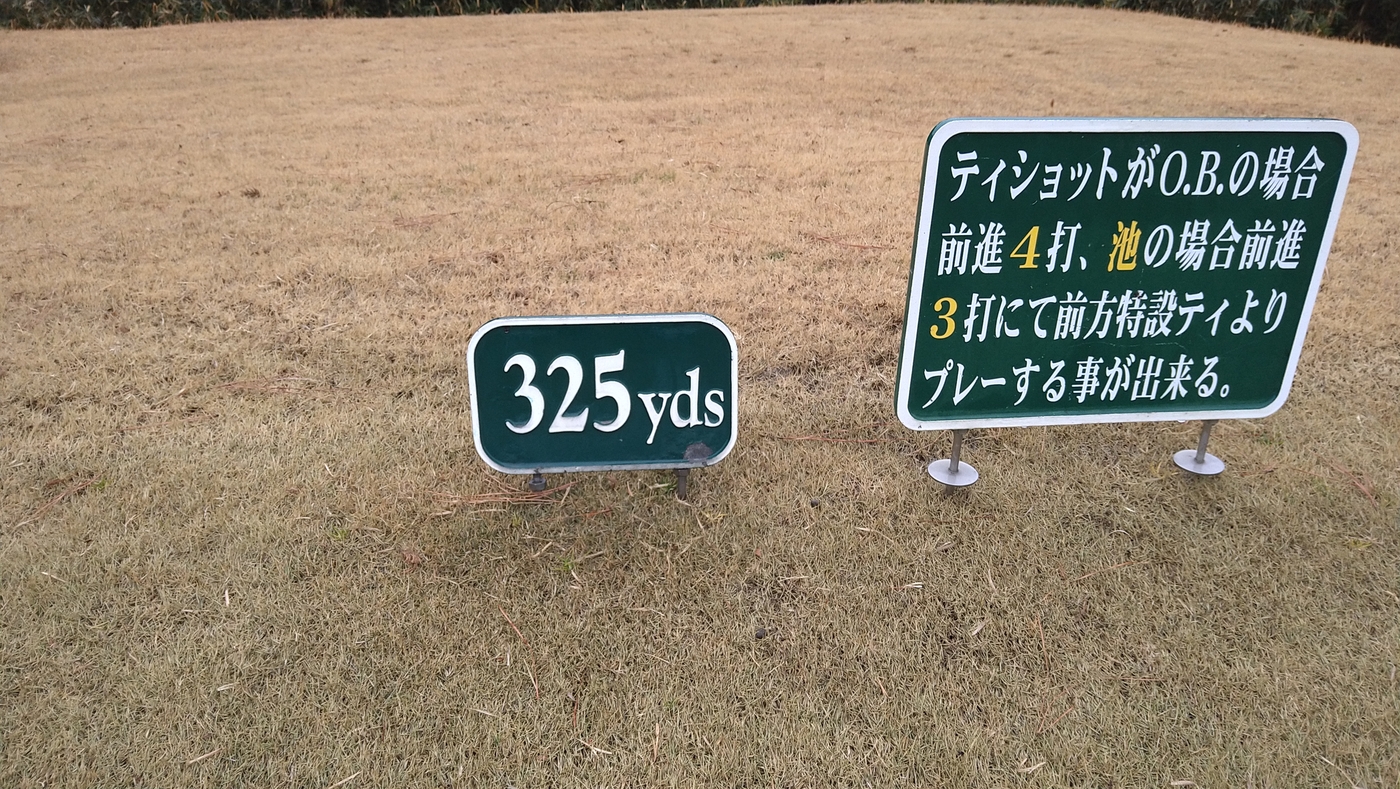 325yds
ティショットがO.B.の場合
前進4打、池の場合前進
3打にて前方特設ティより
プレーする事が出来る。